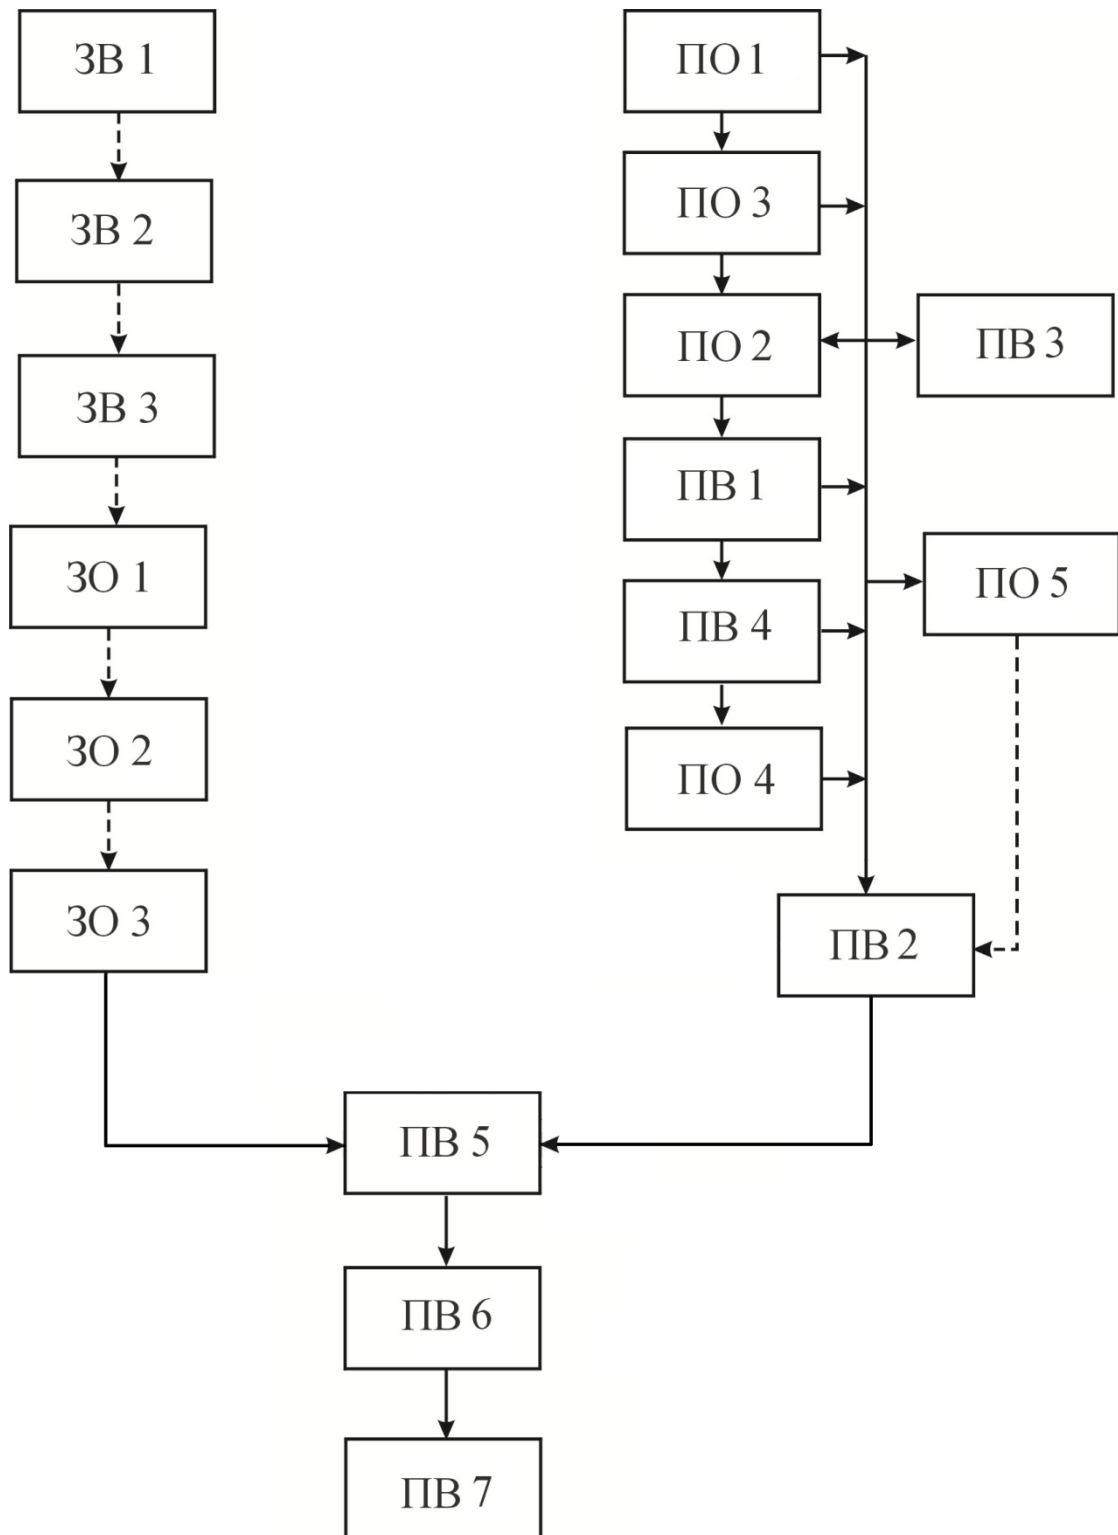 ЗВ 1
ЗВ 2
ЗВ 3
ЗО 1
ЗО 2
ЗО 3
ПО 1
ПО 3
ПО 2
ПВ 3
ПВ 1
ПО 5
ПВ 4
ПО 4
ПВ 2
ПВ 5
ПВ 6
ПВ 7